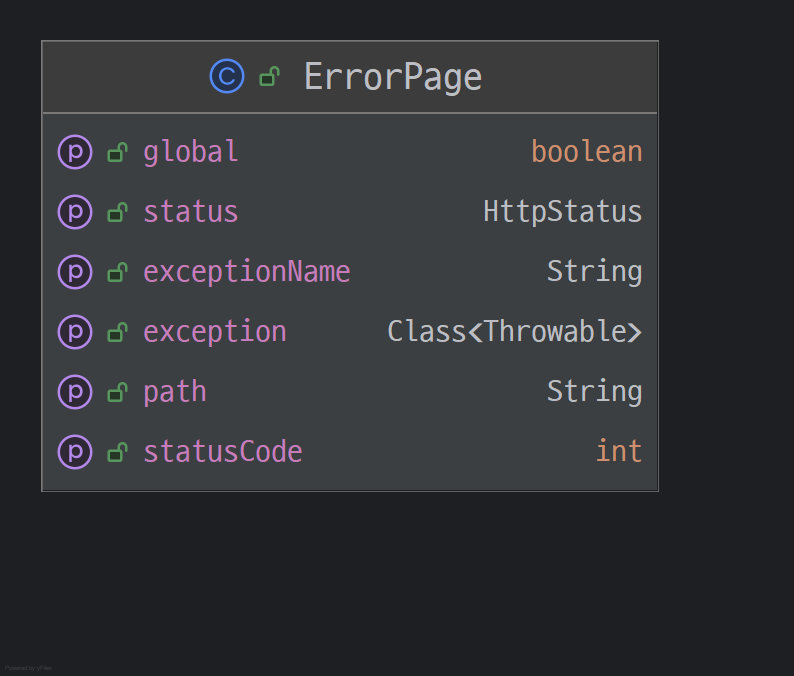 ErrorPage
global boolean
status HttpStatus
exceptionName String
exception Class<Throwable>
path String
statusCode int
Powered by yFiles